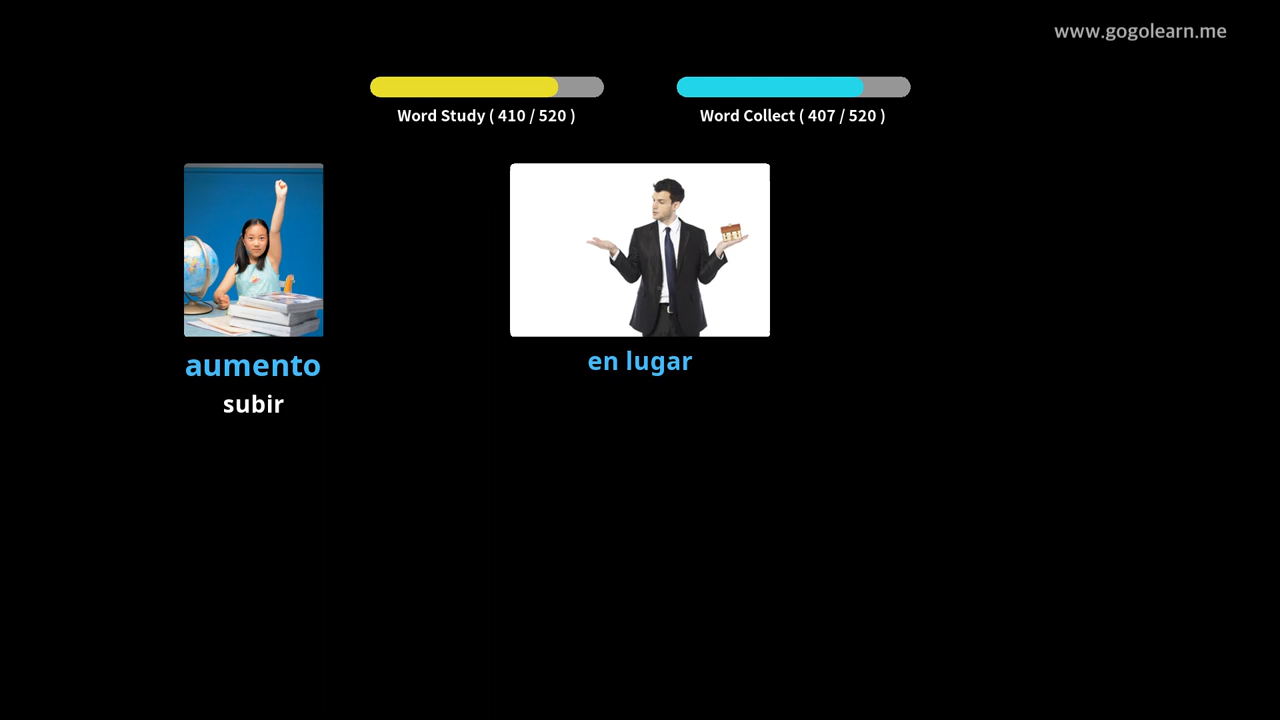 www.gogolearn.me
Word Study ( 410 / 520 )
Word Collect ( 407 / 520 )
aumento
subir
en lugar